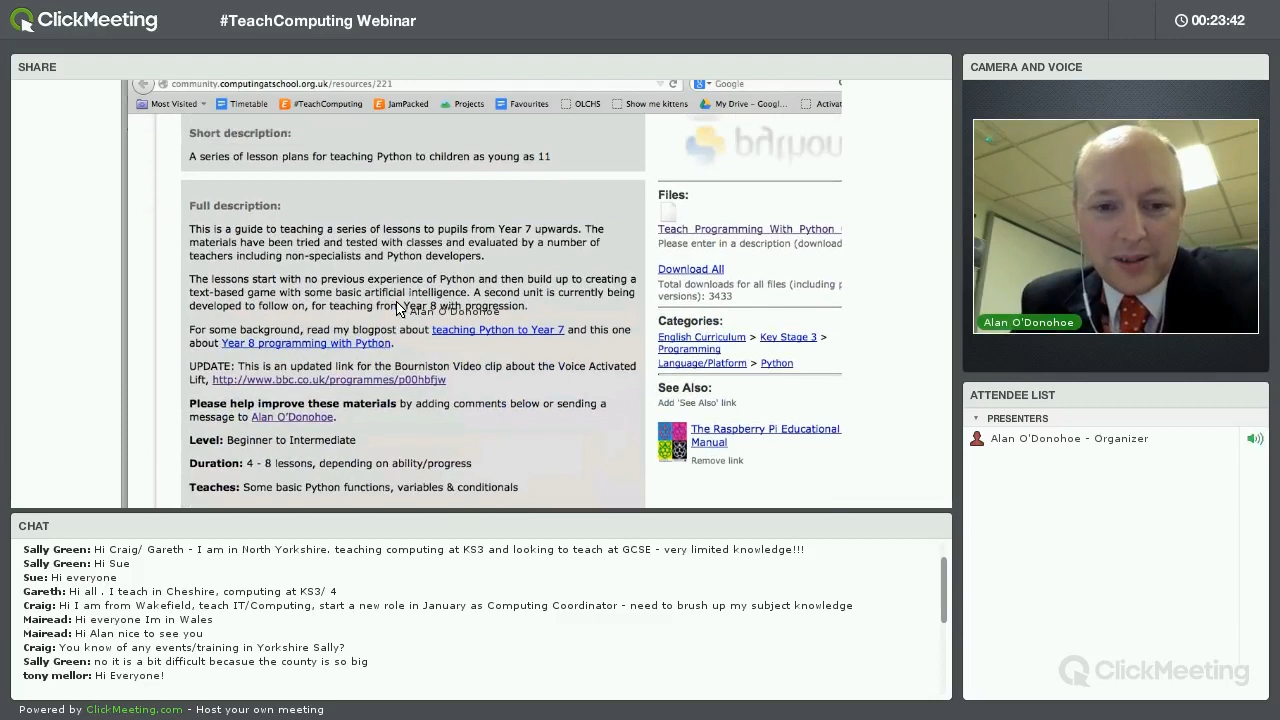 ClickMeeting
#TeachComputing Webinar
00:23:42
SHARE
community.computingatschool.org.uk/resources/221
Google
Most Visited
Timetable
#TeachComputing
JamPacked
Projects
Favourites
OLCHS
Show me kittens
My Drive – Googl...
Activat
Short description:
A series of lesson plans for teaching Python to children as young as 11
Full description:
This is a guide to teaching a series of lessons to pupils from Year 7 upwards. The
materials have been tried and tested with classes and evaluated by a number of
teachers including non-specialists and Python developers.
The lessons start with no previous experience of Python and then build up to creating a
text-based game with some basic artificial intelligence. A second unit is currently being
developed to follow on, for teaching from Year 8 with progression.
Alan O'Donohoe
For some background, read my blogpost about teaching Python to Year 7 and this one
about Year 8 programming with Python.
UPDATE: This is an updated link for the Bourniston Video clip about the Voice Activated
Lift, http://www.bbc.co.uk/programmes/p00hbfjw
Please help improve these materials by adding comments below or sending a
message to Alan O'Donohoe.
Level: Beginner to Intermediate
Duration: 4 - 8 lessons, depending on ability/progress
Teaches: Some basic Python functions, variables & conditionals
Files:
Teach Programming With Python
Please enter in a description (download
Download All
Total downloads for all files (including p
versions): 3433
Categories:
English Curriculum > Key Stage 3 >
Programming
Language/Platform > Python
See Also:
Add 'See Also' link
The Raspberry Pi Educational
Manual
Remove link
CAMERA AND VOICE
Alan O'Donohoe
ATTENDEE LIST
PRESENTERS
Alan O'Donohoe - Organizer
CHAT
Sally Green: Hi Craig/ Gareth - I am in North Yorkshire. teaching computing at KS3 and looking to teach at GCSE - very limited knowledge!!!
Sally Green: Hi Sue
Sue: Hi everyone
Gareth: Hi all . I teach in Cheshire, computing at KS3/ 4
Craig: Hi I am from Wakefield, teach IT/Computing, start a new role in January as Computing Coordinator - need to brush up my subject knowledge
Mairead: Hi everyone Im in Wales
Mairead: Hi Alan nice to see you
Craig: You know of any events/training in Yorkshire Sally?
Sally Green: no it is a bit difficult becasue the county is so big
tony mellor: Hi Everyone!
ClickMeeting
Powered by ClickMeeting.com - Host your own meeting